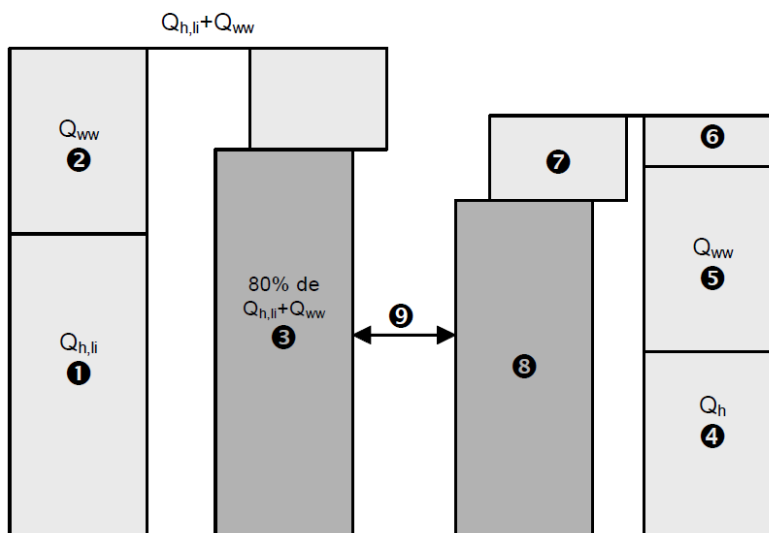 Qh,li+Qww
Qww
❷
Qh,li
❶
80% de
Qh,li+Qww
❸
❾
❼
❽
❻
Qww
❺
Qh
❹